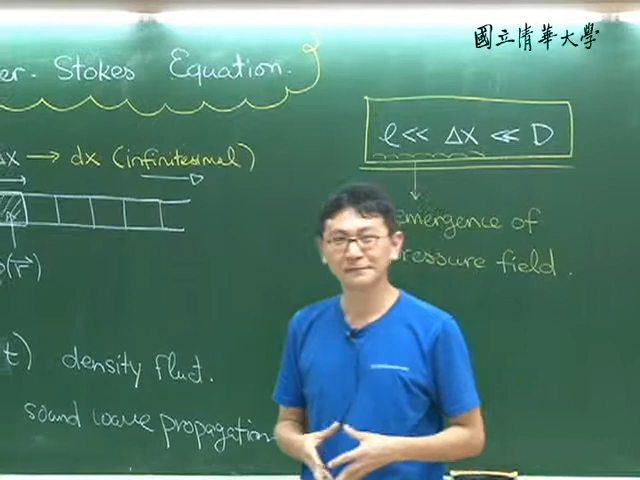 國立清華大學
er-Stokes Equation.
Δx → dx (infinitesimal)
ℓ << Δx << D
emergence of
pressure field.
(r⃗)
t) density fluct.
sound wave propagation